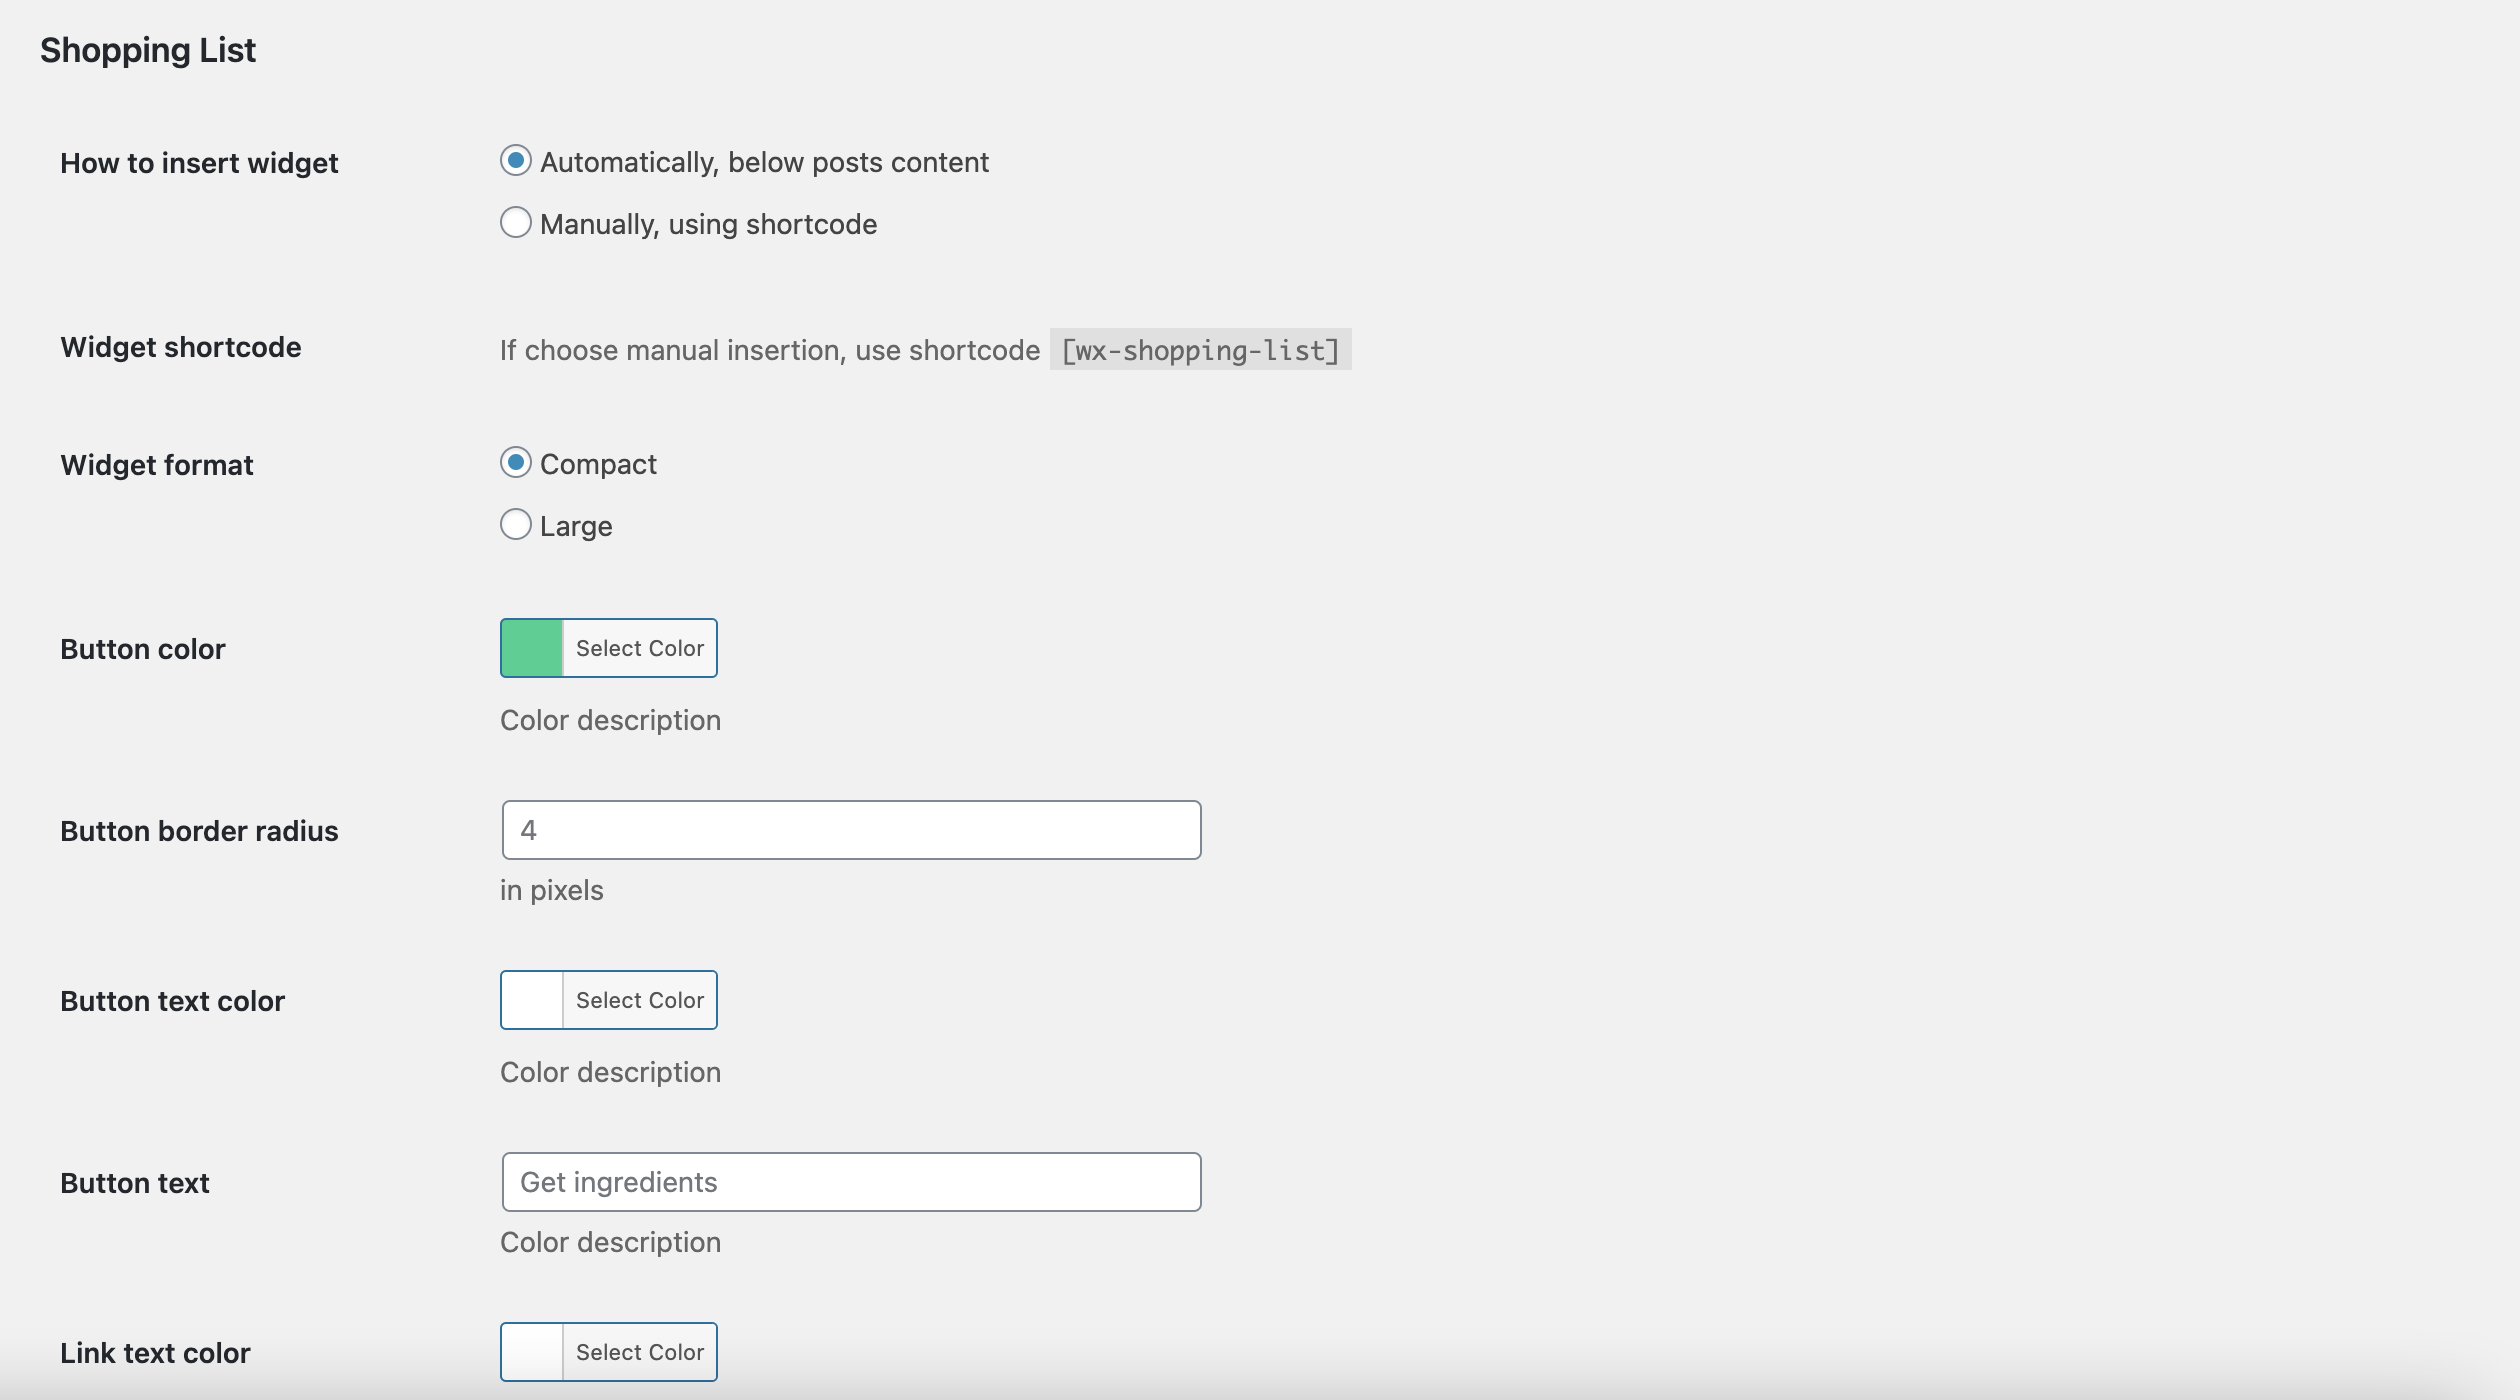 Shopping List
How to insert widget
Automatically, below posts content
Manually, using shortcode
Widget shortcode
If choose manual insertion, use shortcode [wx-shopping-list]
Widget format
Compact
Large
Button color
Select Color
Color description
Button border radius
4
in pixels
Button text color
Select Color
Color description
Button text
Get ingredients
Color description
Link text color
Select Color